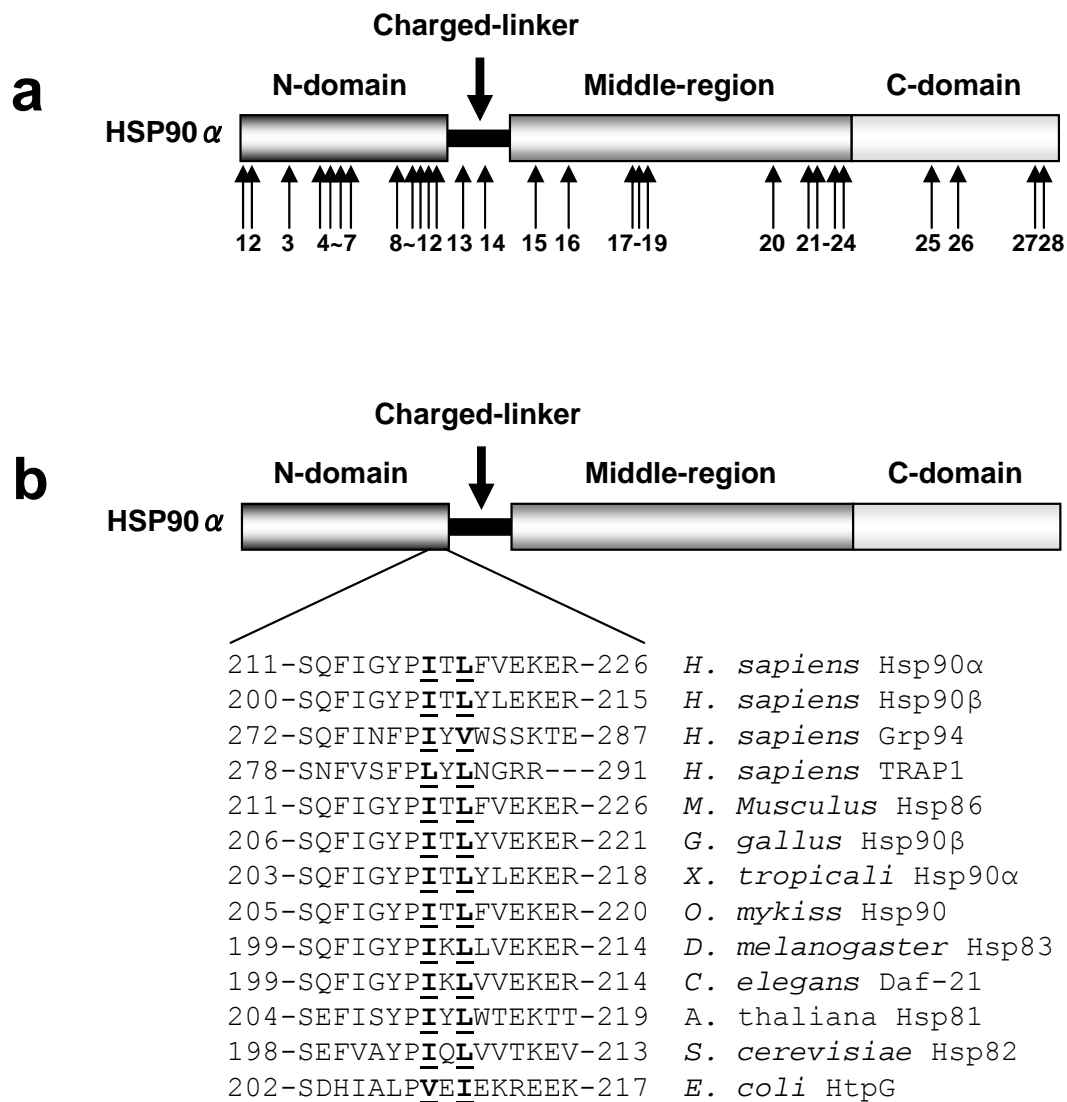 a
Charged-linker
N-domain Middle-region C-domain
HSP90α
12 3 4~7 8~12 13 14 15 16 17-19 20 21-24 25 26 2728
b
Charged-linker
N-domain Middle-region C-domain
HSP90α
211-SQFIGYPITLFVEKER-226 H. sapiens Hsp90α
200-SQFIGYPITLYLEKER-215 H. sapiens Hsp90β
272-SQFINFPIYVWSSKTE-287 H. sapiens Grp94
278-SNFVSFPLYLNGRR---291 H. sapiens TRAP1
211-SQFIGYPITLFVEKER-226 M. Musculus Hsp86
206-SQFIGYPITLYVEKER-221 G. gallus Hsp90β
203-SQFIGYPITLYLEKER-218 X. tropicali Hsp90α
205-SQFIGYPITLFVEKER-220 O. mykiss Hsp90
199-SQFIGYPIKLLVEKER-214 D. melanogaster Hsp83
199-SQFIGYPIKLVVEKER-214 C. elegans Daf-21
204-SEFISYPIYLWTEKTT-219 A. thaliana Hsp81
198-SEFVAYPIQLVVTKEV-213 S. cerevisiae Hsp82
202-SDHIALPVEIEKREEK-217 E. coli HtpG